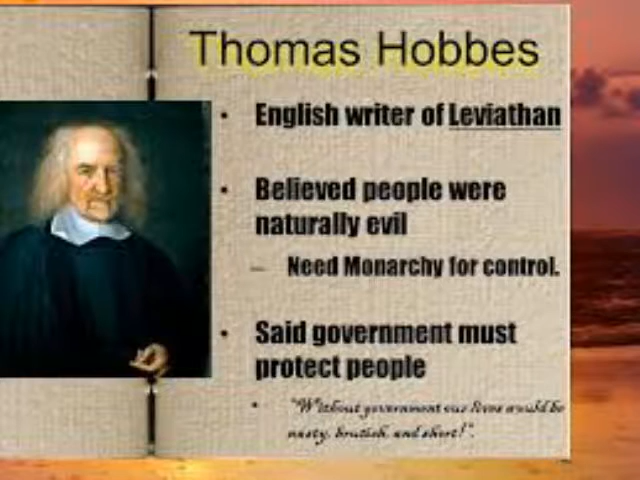 Thomas Hobbes
• English writer of Leviathan
• Believed people were
naturally evil
– Need Monarchy for control.
• Said government must
protect people
• "Without government our lives would be
nasty, brutish, and short!".